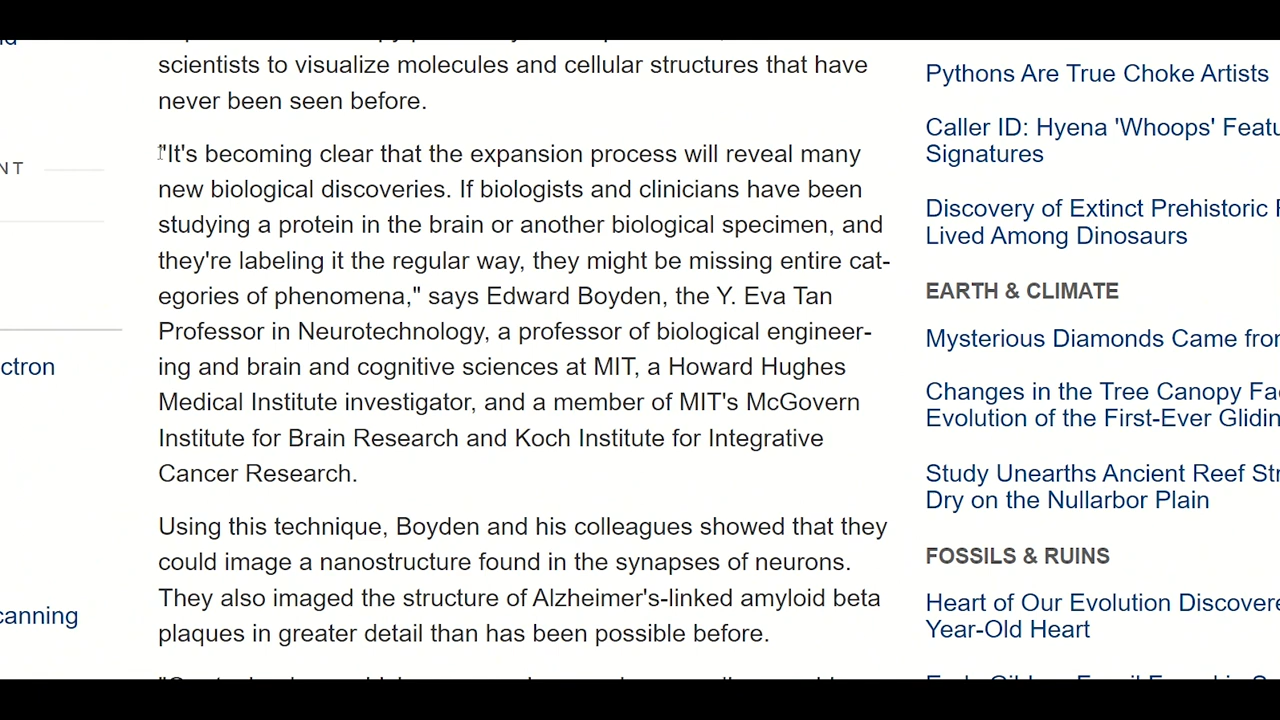 scientists to visualize molecules and cellular structures that have
never been seen before.
"It's becoming clear that the expansion process will reveal many
new biological discoveries. If biologists and clinicians have been
studying a protein in the brain or another biological specimen, and
they're labeling it the regular way, they might be missing entire cat-
egories of phenomena," says Edward Boyden, the Y. Eva Tan
Professor in Neurotechnology, a professor of biological engineer-
ing and brain and cognitive sciences at MIT, a Howard Hughes
Medical Institute investigator, and a member of MIT's McGovern
Institute for Brain Research and Koch Institute for Integrative
Cancer Research.
Using this technique, Boyden and his colleagues showed that they
could image a nanostructure found in the synapses of neurons.
They also imaged the structure of Alzheimer's-linked amyloid beta
plaques in greater detail than has been possible before.
NT
ctron
canning
Pythons Are True Choke Artists
Caller ID: Hyena 'Whoops' Featu
Signatures
Discovery of Extinct Prehistoric
Lived Among Dinosaurs
EARTH & CLIMATE
Mysterious Diamonds Came from
Changes in the Tree Canopy Fac
Evolution of the First-Ever Glidin
Study Unearths Ancient Reef Str
Dry on the Nullarbor Plain
FOSSILS & RUINS
Heart of Our Evolution Discovere
Year-Old Heart